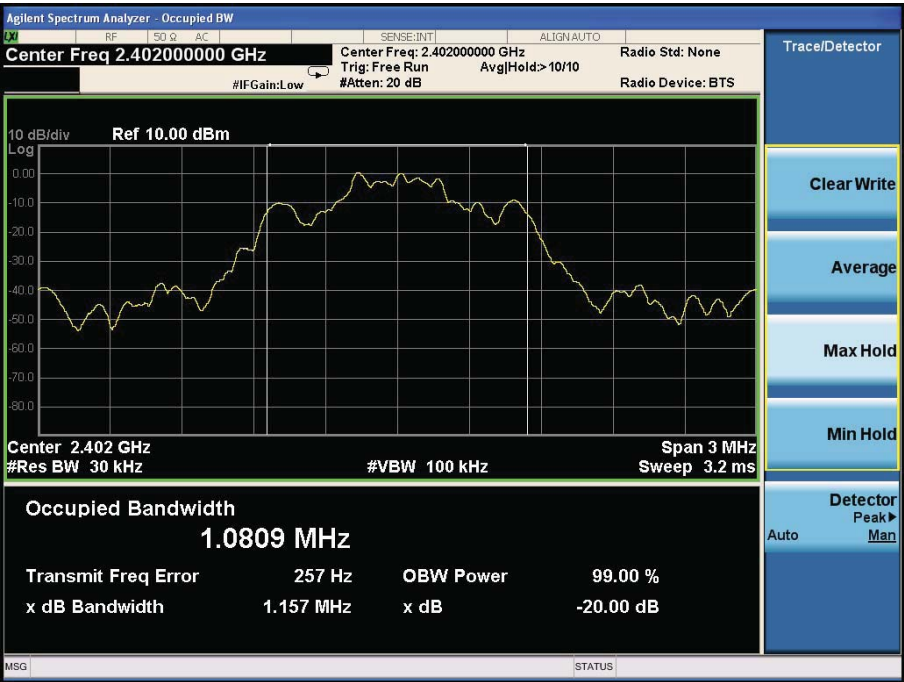 Agilent Spectrum Analyzer - Occupied BW
LXI RF 50 Ω AC SENSE:INT ALIGN AUTO
Center Freq 2.402000000 GHz
Center Freq: 2.402000000 GHz
Radio Std: None
Trig: Free Run Avg|Hold:>10/10
#IFGain:Low #Atten: 20 dB Radio Device: BTS
Trace/Detector
10 dB/div Ref 10.00 dBm
Log
0.00
-10.0
-20.0
-30.0
-40.0
-50.0
-60.0
-70.0
-80.0
Clear Write
Average
Max Hold
Min Hold
Detector
Peak▶
Auto Man
Center 2.402 GHz Span 3 MHz
#Res BW 30 kHz #VBW 100 kHz Sweep 3.2 ms
Occupied Bandwidth
1.0809 MHz
Transmit Freq Error 257 Hz OBW Power 99.00 %
x dB Bandwidth 1.157 MHz x dB -20.00 dB
MSG STATUS